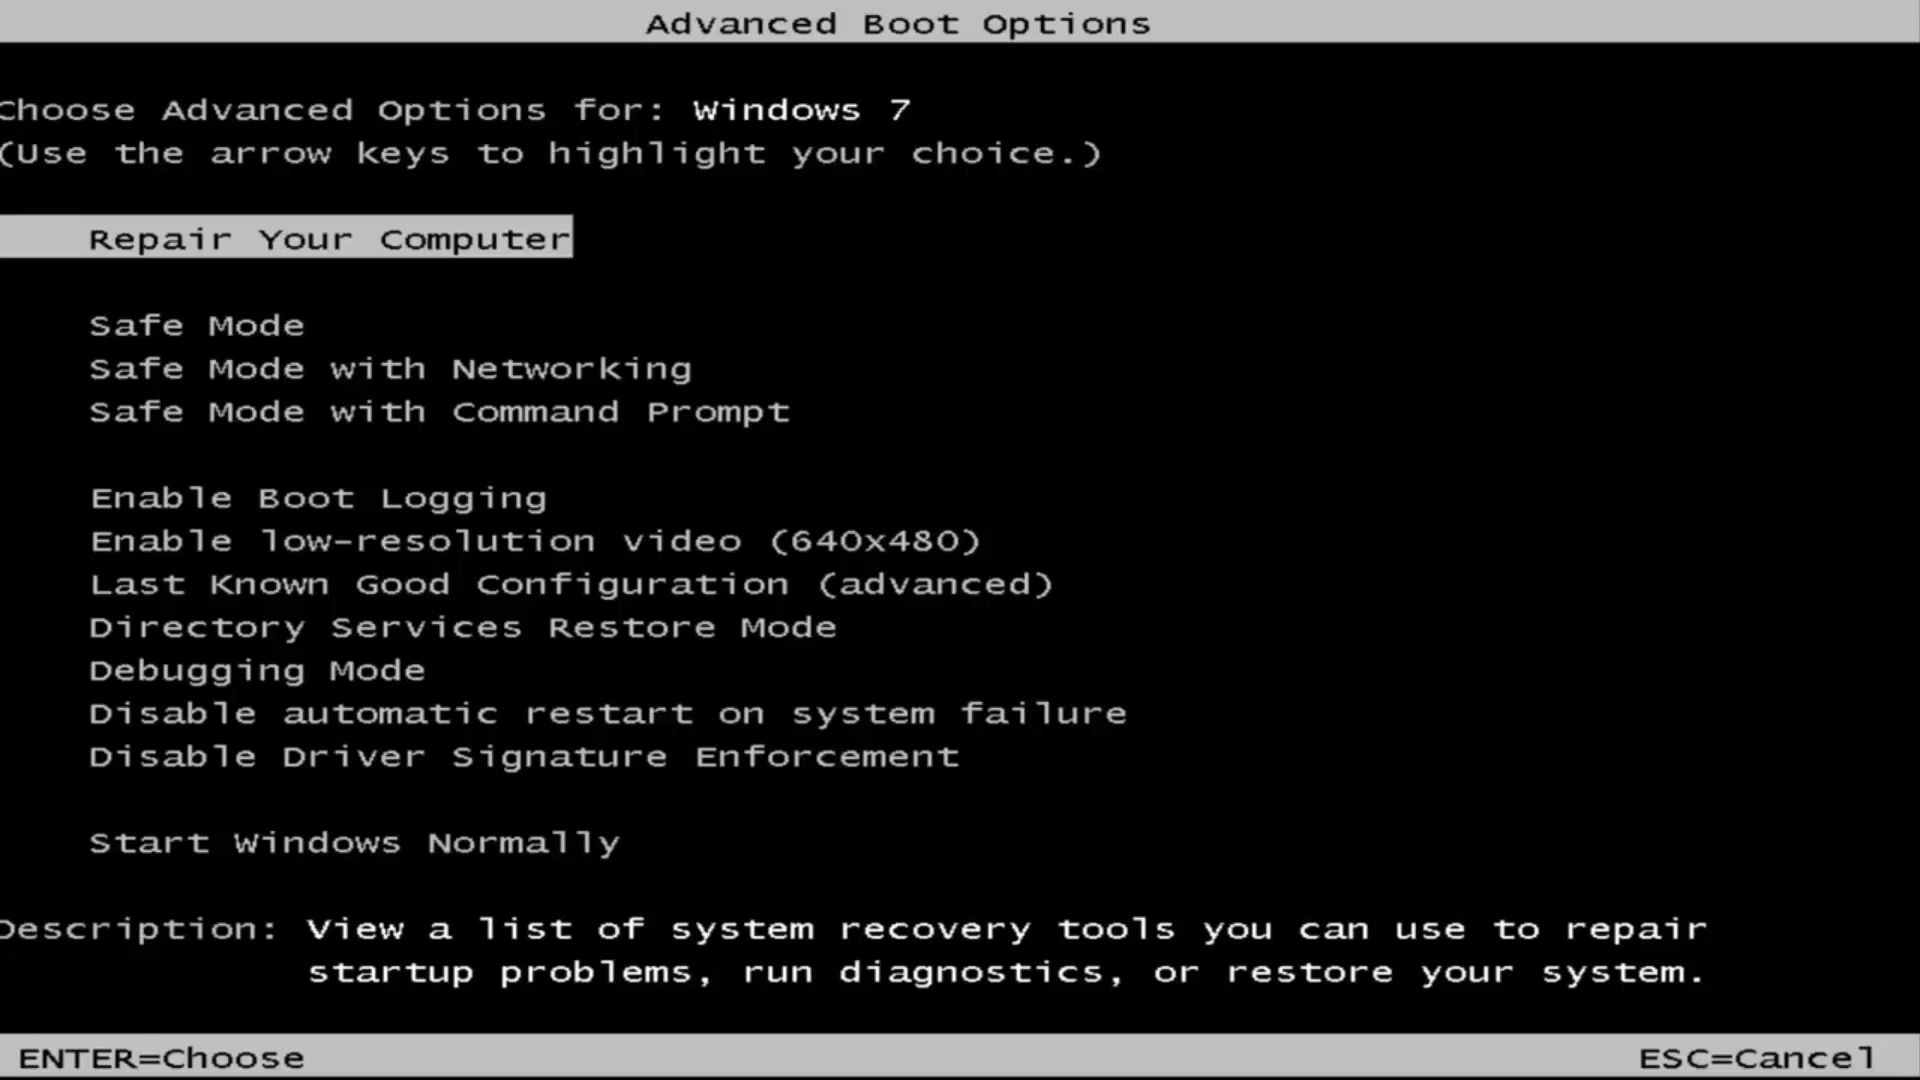 Advanced Boot Options
Choose Advanced Options for: Windows 7
(Use the arrow keys to highlight your choice.)
Repair Your Computer
Safe Mode
Safe Mode with Networking
Safe Mode with Command Prompt
Enable Boot Logging
Enable low-resolution video (640x480)
Last Known Good Configuration (advanced)
Directory Services Restore Mode
Debugging Mode
Disable automatic restart on system failure
Disable Driver Signature Enforcement
Start Windows Normally
Description: View a list of system recovery tools you can use to repair
startup problems, run diagnostics, or restore your system.
ENTER=Choose ESC=Cancel